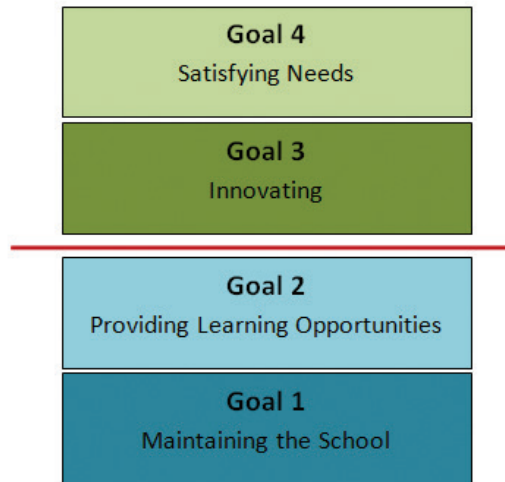 Goal 4
Satisfying Needs
Goal 3
Innovating
Goal 2
Providing Learning Opportunities
Goal 1
Maintaining the School